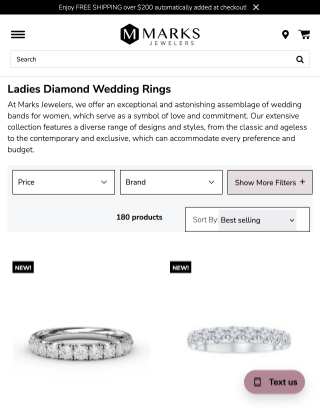 Enjoy FREE SHIPPING over $200 automatically added at checkout!
MARKS
JEWELERS
Search
Ladies Diamond Wedding Rings
At Marks Jewelers, we offer an exceptional and astonishing assemblage of wedding
bands for women, which serve as a symbol of love and commitment. Our extensive
collection features a diverse range of designs and styles, from the classic and ageless
to the contemporary and exclusive, which can accommodate every preference and
budget.
Price
Brand
Show More Filters +
180 products
Sort By: Best selling
NEW!
NEW!
Text us